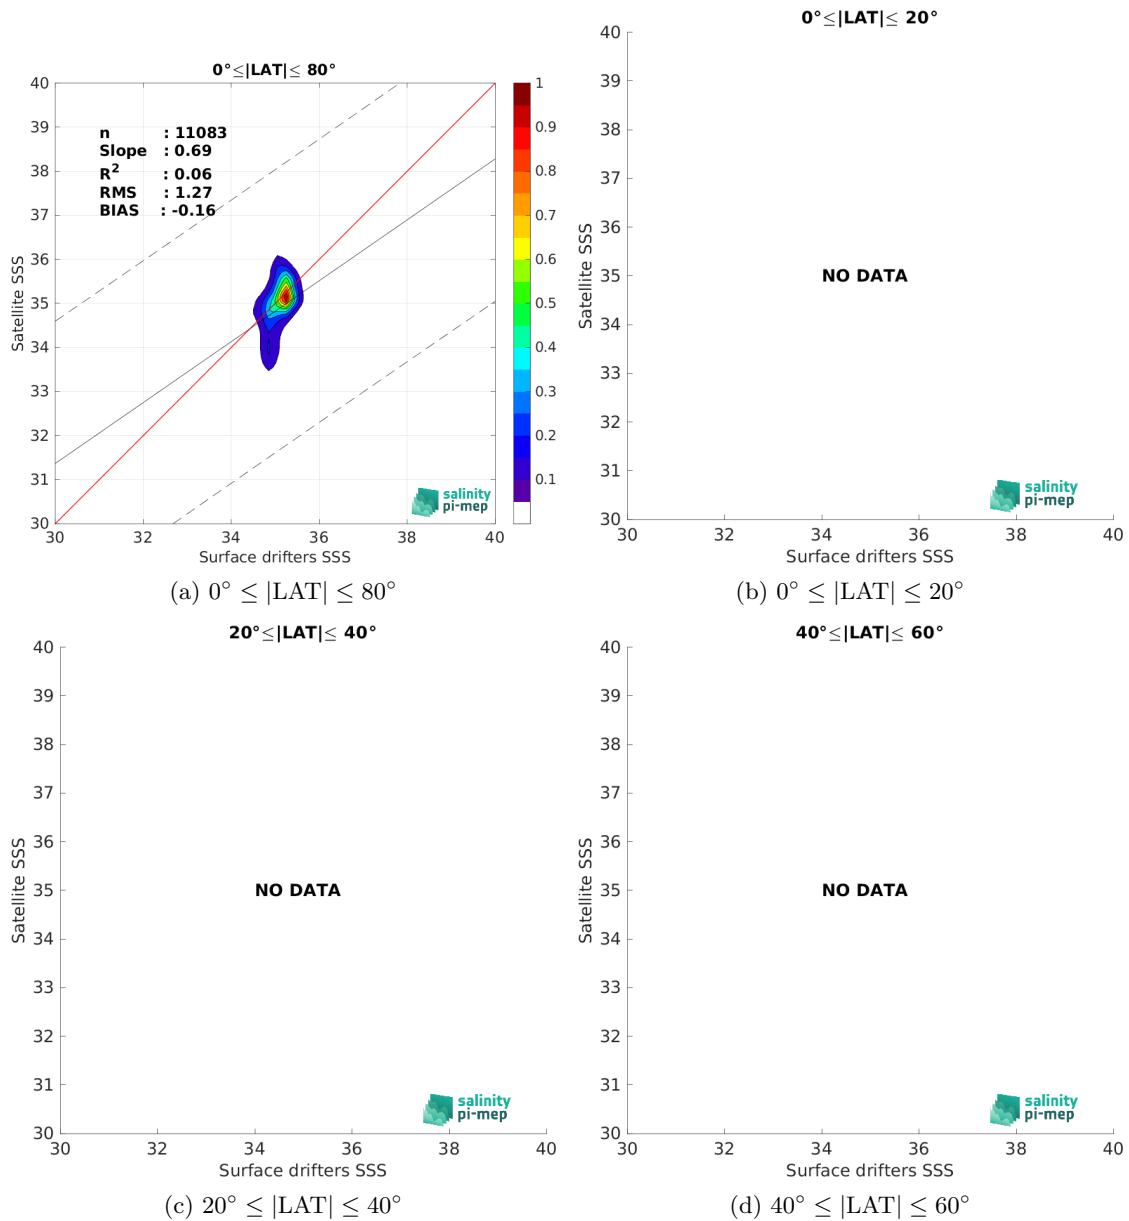 0°≤|LAT|≤ 80°
40
39
38
37
36
35
34
33
32
31
30
Satellite SSS
n : 11083
Slope : 0.69
R² : 0.06
RMS : 1.27
BIAS : -0.16
1
0.9
0.8
0.7
0.6
0.5
0.4
0.3
0.2
0.1
salinity
pi-mep
30 32 34 36 38 40
Surface drifters SSS
(a) 0° ≤ |LAT| ≤ 80°
0°≤|LAT|≤ 20°
40
39
38
37
36
35
34
33
32
31
30
Satellite SSS
NO DATA
salinity
pi-mep
30 32 34 36 38 40
Surface drifters SSS
(b) 0° ≤ |LAT| ≤ 20°
20°≤|LAT|≤ 40°
40
39
38
37
36
35
34
33
32
31
30
Satellite SSS
NO DATA
salinity
pi-mep
30 32 34 36 38 40
Surface drifters SSS
(c) 20° ≤ |LAT| ≤ 40°
40°≤|LAT|≤ 60°
40
39
38
37
36
35
34
33
32
31
30
Satellite SSS
NO DATA
salinity
pi-mep
30 32 34 36 38 40
Surface drifters SSS
(d) 40° ≤ |LAT| ≤ 60°